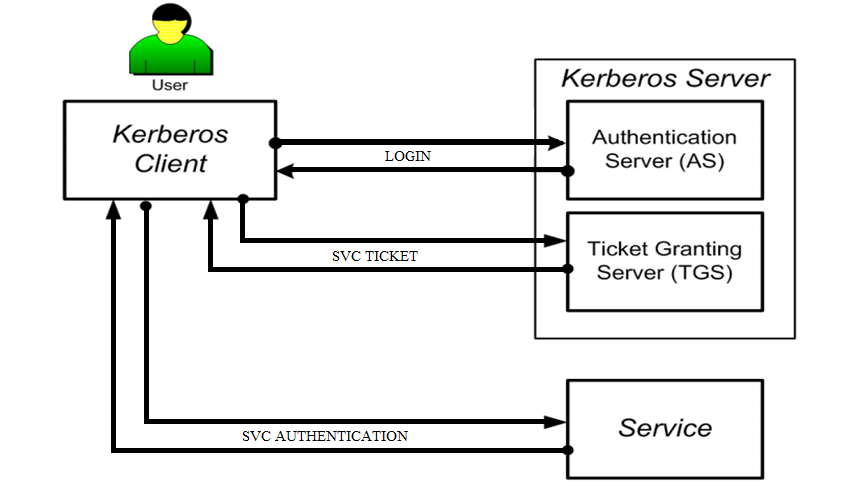 User
Kerberos Server
Kerberos
Client
Authentication
Server (AS)
LOGIN
Ticket Granting
Server (TGS)
SVC TICKET
Service
SVC AUTHENTICATION